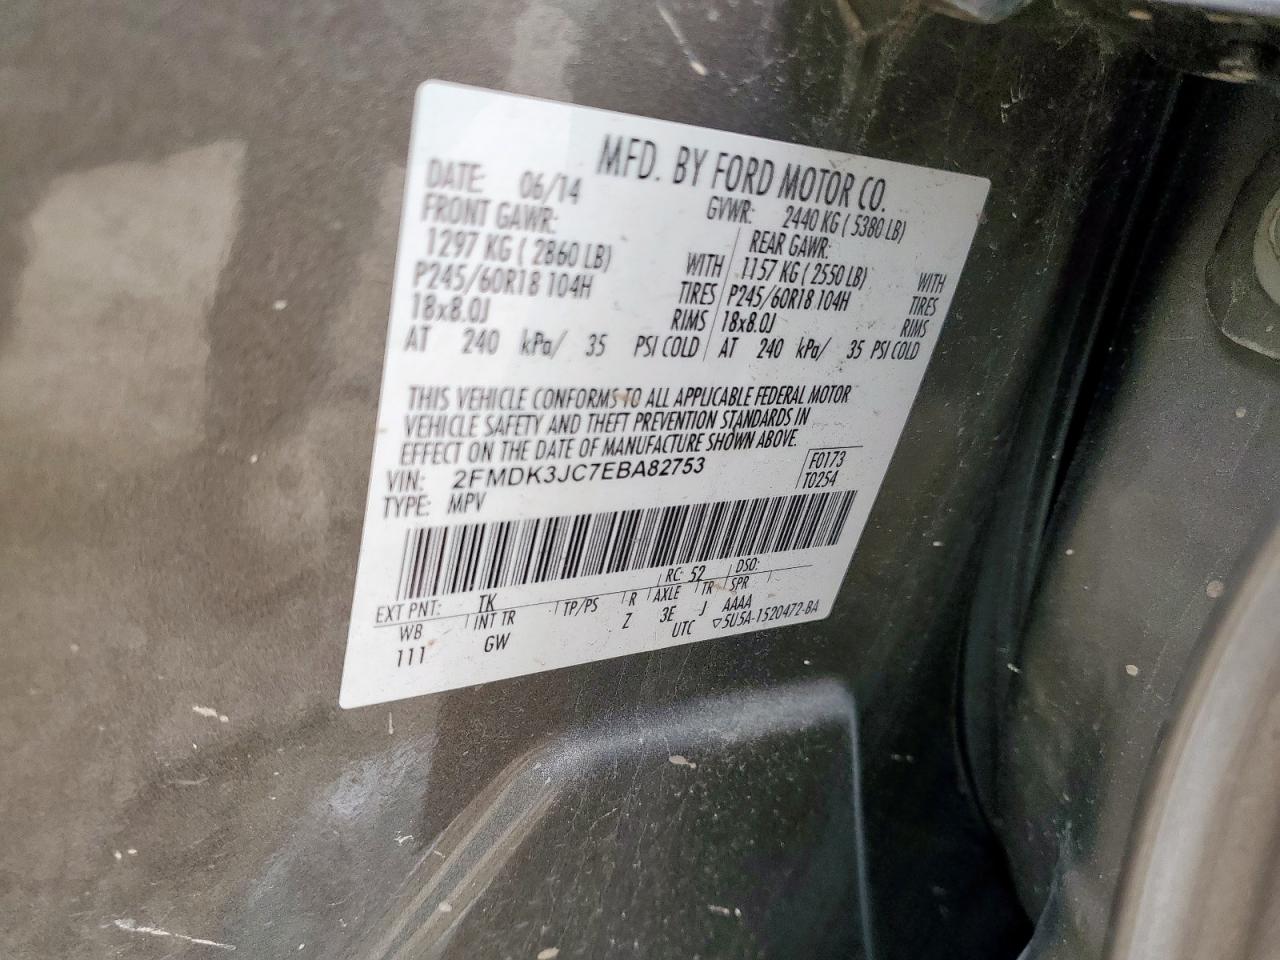 MFD. BY FORD MOTOR CO.
DATE: 06/14 GVWR: 2440 KG ( 5380 LB)
FRONT GAWR: REAR GAWR:
1297 KG ( 2860 LB) WITH 1157 KG ( 2550 LB) WITH
P245/60R18 104H TIRES P245/60R18 104H TIRES
18x8.0J RIMS 18x8.0J RIMS
AT 240 kPa/ 35 PSI COLD AT 240 kPa/ 35 PSI COLD
THIS VEHICLE CONFORMS TO ALL APPLICABLE FEDERAL MOTOR
VEHICLE SAFETY AND THEFT PREVENTION STANDARDS IN
EFFECT ON THE DATE OF MANUFACTURE SHOWN ABOVE.
VIN: 2FMDK3JC7EBA82753 F0173
TYPE: MPV T0254
EXT PNT: TK RC: 52 DSO:
WB INT TR TP/PS R AXLE TR SPR
111 GW Z 3E J AAAA
UTC ▽5U5A-1520472-BA